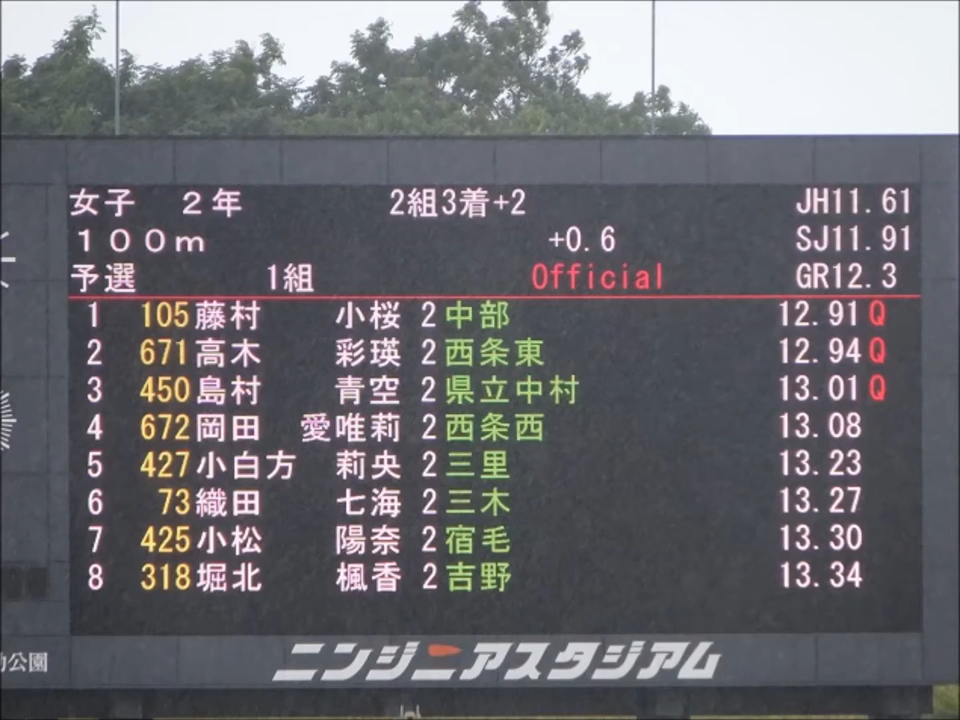 女子 2年 2組3着+2 JH11.61
100m +0.6 SJ11.91
予選 1組 Official GR12.3
1 105 藤村 小桜 2 中部 12.91 Q
2 671 高木 彩瑛 2 西条東 12.94 Q
3 450 島村 青空 2 県立中村 13.01 Q
4 672 岡田 愛唯莉 2 西条西 13.08
5 427 小白方 莉央 2 三里 13.23
6 73 織田 七海 2 三木 13.27
7 425 小松 陽奈 2 宿毛 13.30
8 318 堀北 楓香 2 吉野 13.34
公園
ニンジニアスタジアム